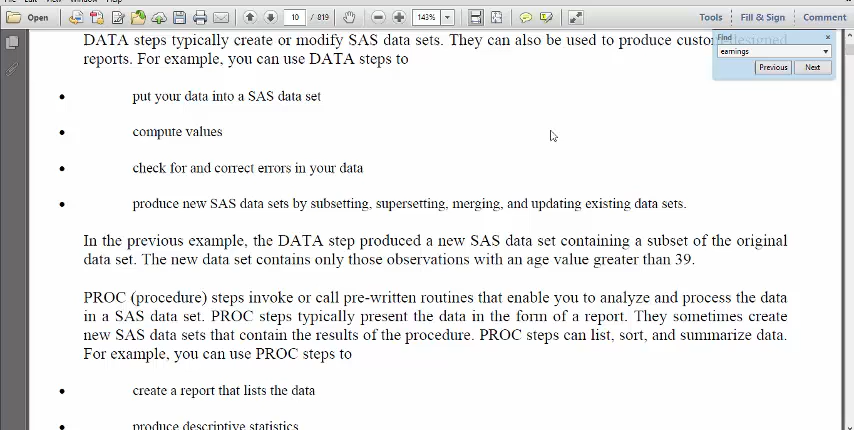 Open
10 / 819
143%
Tools
Fill & Sign
Comment
Find
earnings
Previous
Next
DATA steps typically create or modify SAS data sets. They can also be used to produce custom designed
reports. For example, you can use DATA steps to
• put your data into a SAS data set
• compute values
• check for and correct errors in your data
• produce new SAS data sets by subsetting, supersetting, merging, and updating existing data sets.
In the previous example, the DATA step produced a new SAS data set containing a subset of the original
data set. The new data set contains only those observations with an age value greater than 39.
PROC (procedure) steps invoke or call pre-written routines that enable you to analyze and process the data
in a SAS data set. PROC steps typically present the data in the form of a report. They sometimes create
new SAS data sets that contain the results of the procedure. PROC steps can list, sort, and summarize data.
For example, you can use PROC steps to
• create a report that lists the data
• produce descriptive statistics